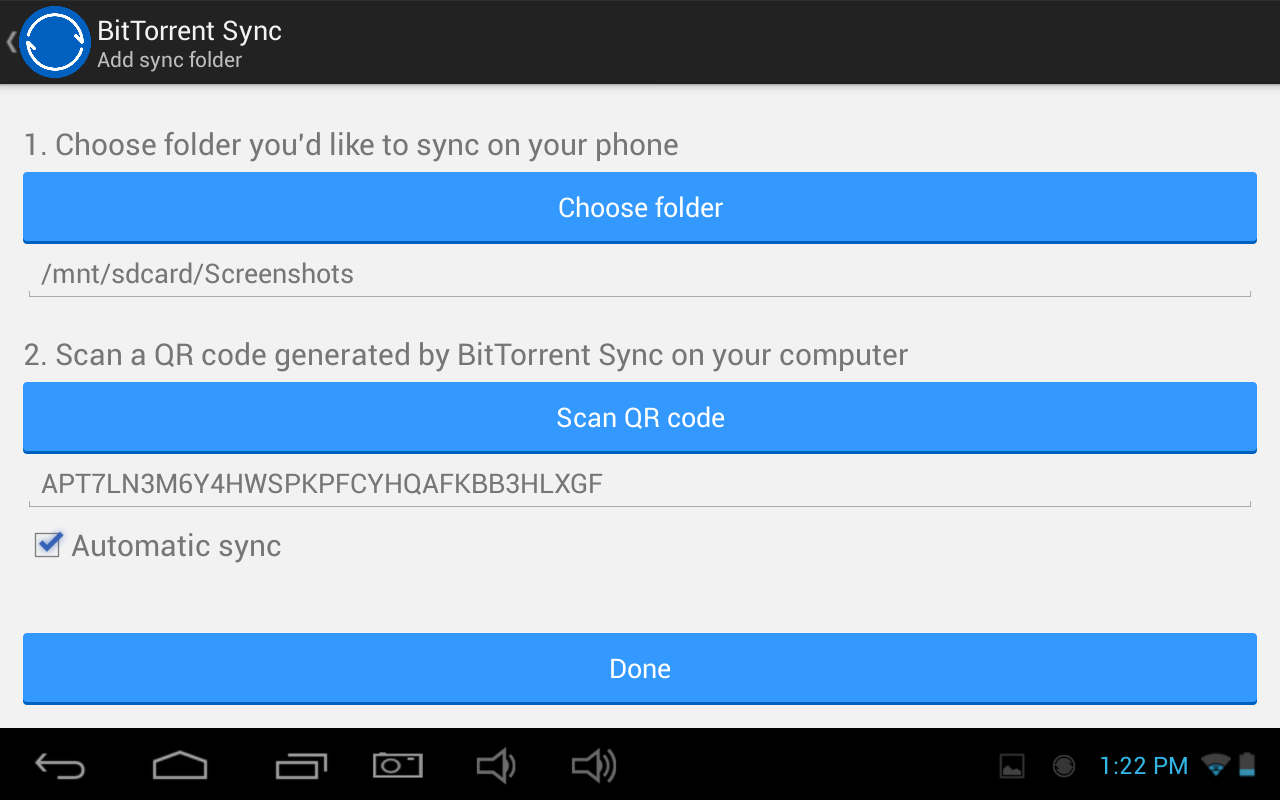 BitTorrent Sync
Add sync folder
1. Choose folder you'd like to sync on your phone
Choose folder
/mnt/sdcard/Screenshots
2. Scan a QR code generated by BitTorrent Sync on your computer
Scan QR code
APT7LN3M6Y4HWSPKPFCYHQAFKBB3HLXGF
Automatic sync
Done
1:22 PM